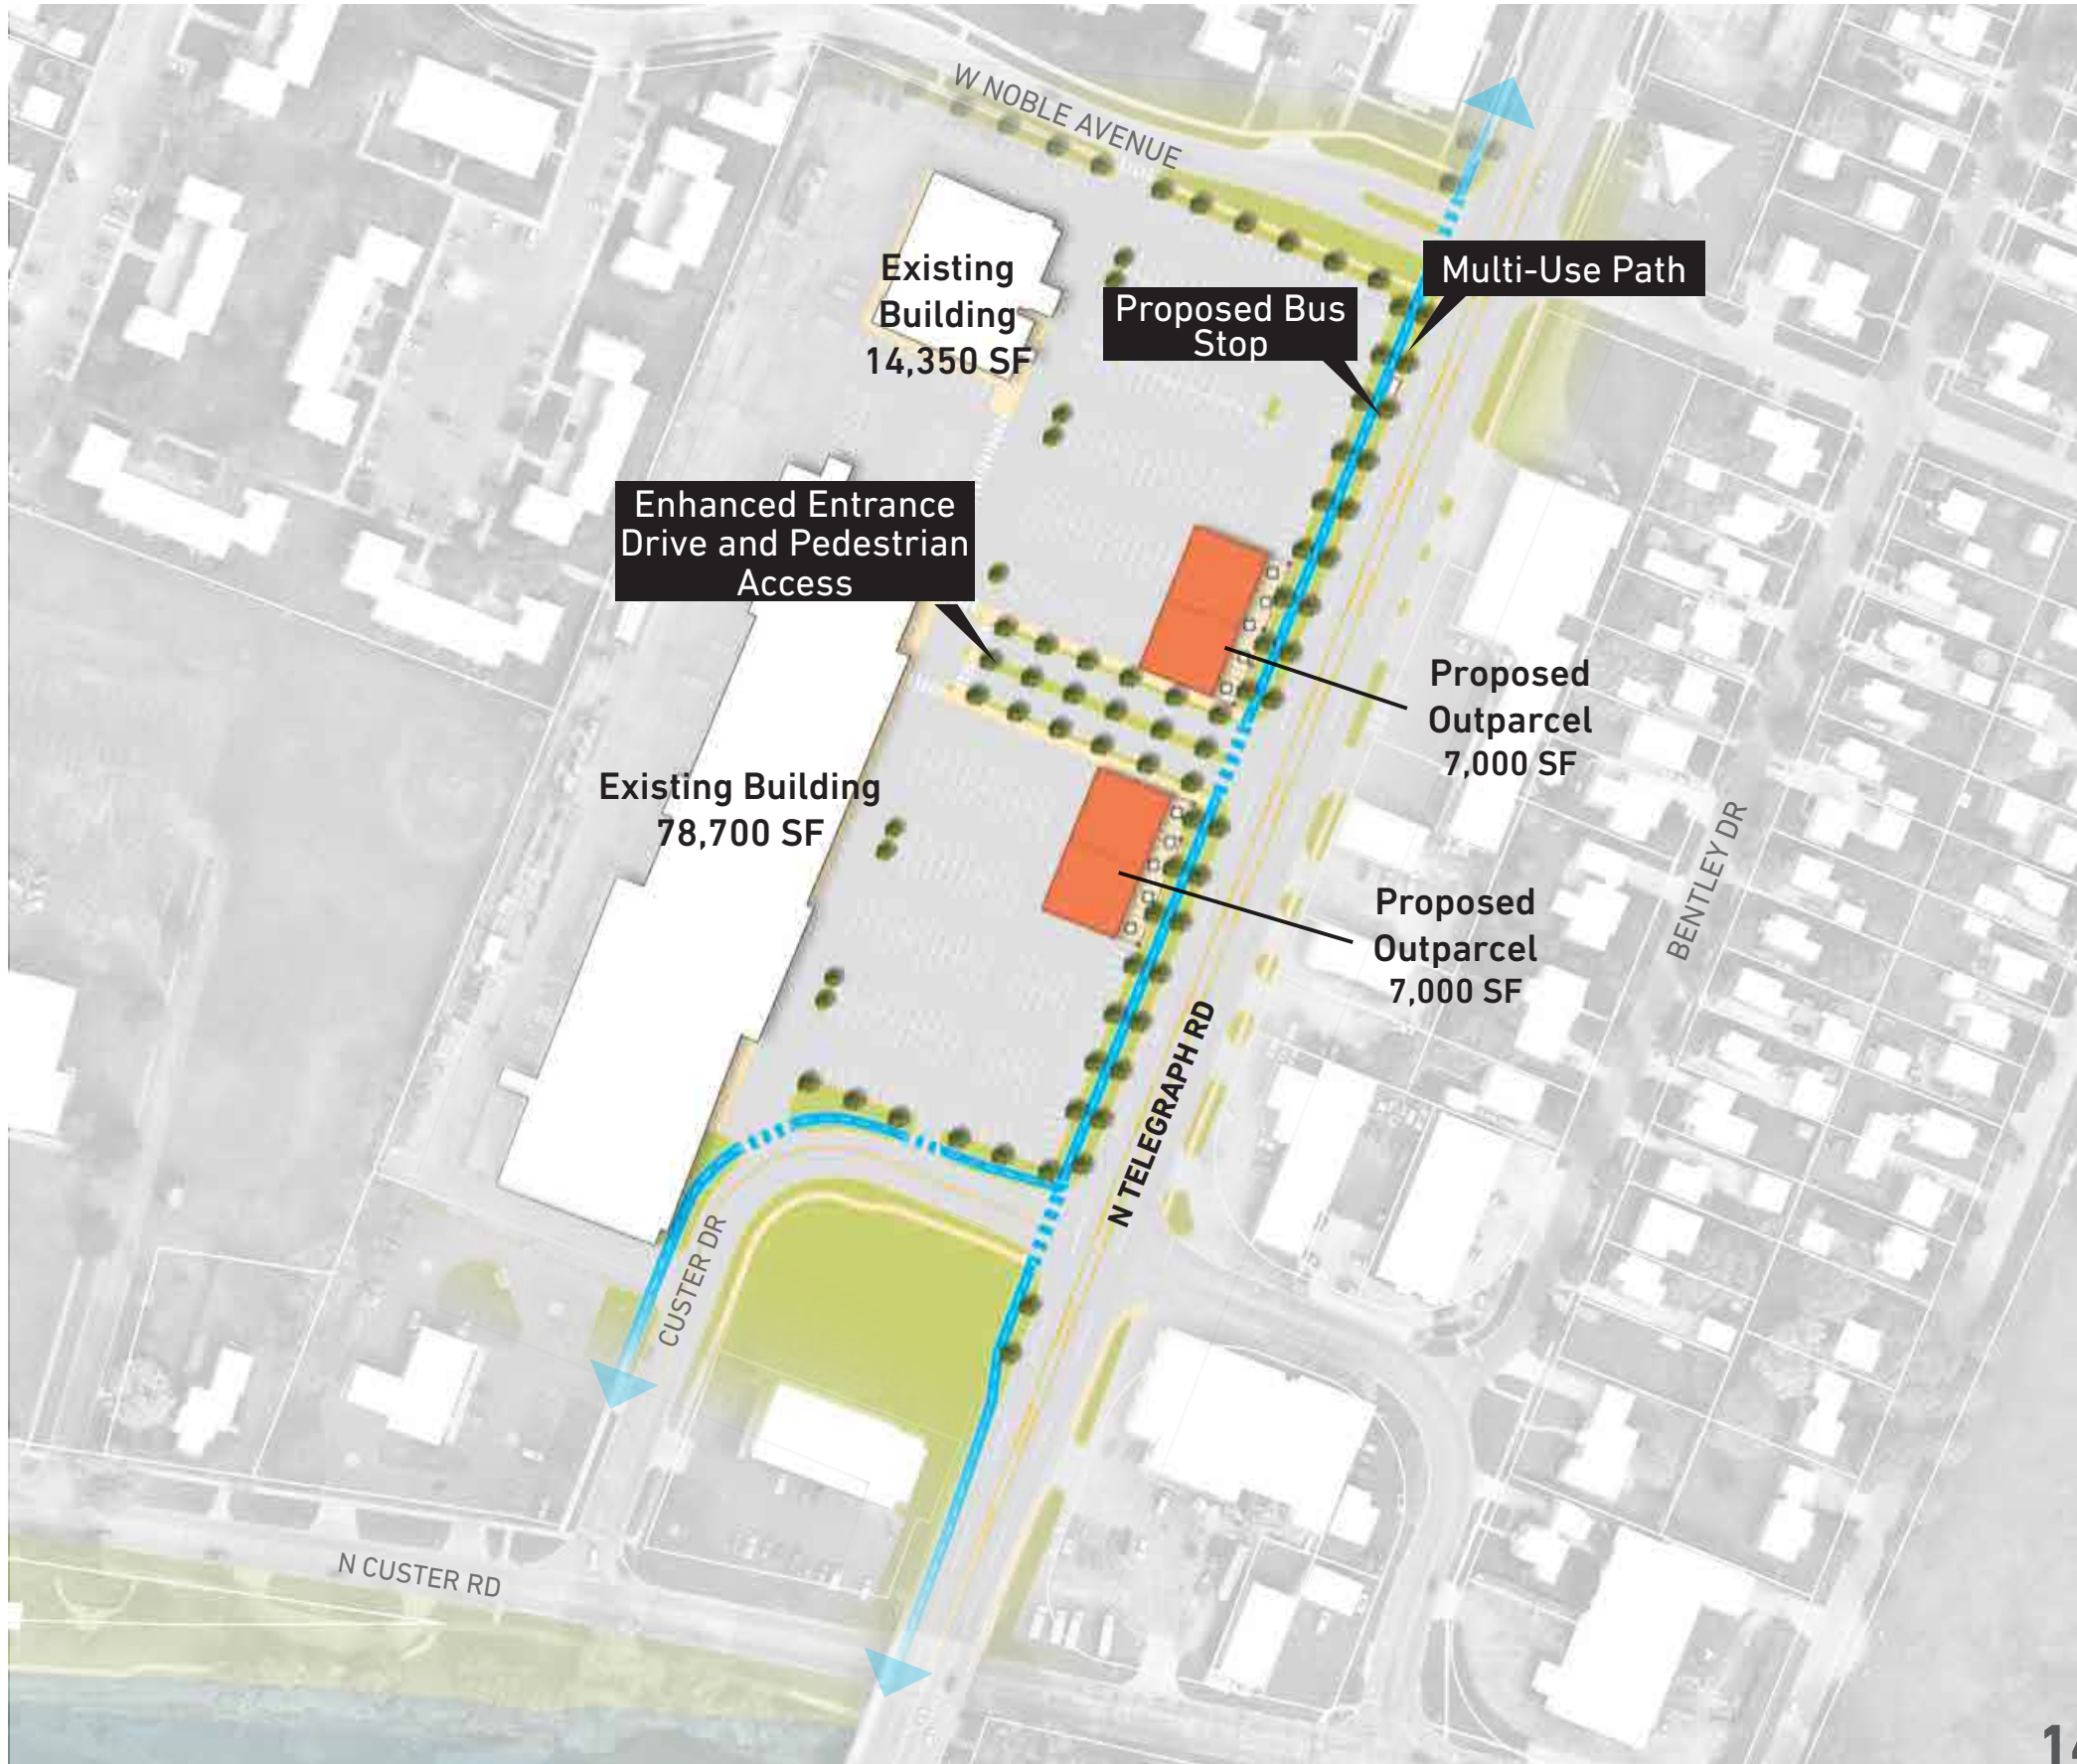 W NOBLE AVENUE
Existing
Building
14,350 SF
Multi-Use Path
Proposed Bus
Stop
Enhanced Entrance
Drive and Pedestrian
Access
Proposed
Outparcel
7,000 SF
Existing Building
78,700 SF
Proposed
Outparcel
7,000 SF
BENTLEY DR
N TELEGRAPH RD
CUSTER DR
N CUSTER RD